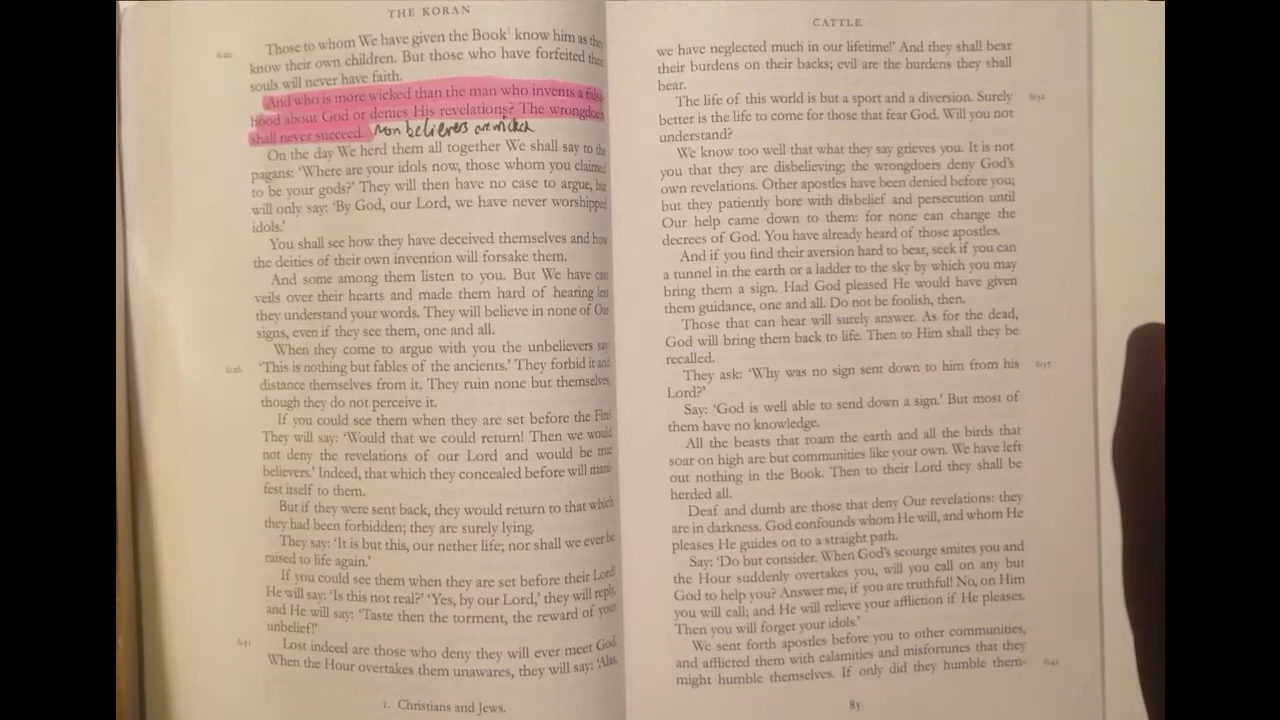 THE KORAN
6:20
Those to whom We have given the Book¹ know him as they
know their own children. But those who have forfeited their
souls will never have faith.
And who is more wicked than the man who invents a false
hood about God or denies His revelations? The wrongdoers
shall never succeed. non believers are wicked
On the day We herd them all together We shall say to the
pagans: ‘Where are your idols now, those whom you claimed
to be your gods?’ They will then have no case to argue, but
will only say: ‘By God, our Lord, we have never worshipped
idols.’
You shall see how they have deceived themselves and how
the deities of their own invention will forsake them.
And some among them listen to you. But We have cast
veils over their hearts and made them hard of hearing lest
they understand your words. They will believe in none of Our
signs, even if they see them, one and all.
When they come to argue with you the unbelievers say:
6:26
‘This is nothing but fables of the ancients.’ They forbid it and
distance themselves from it. They ruin none but themselves,
though they do not perceive it.
If you could see them when they are set before the Fire!
They will say: ‘Would that we could return! Then we would
not deny the revelations of our Lord and would be true
believers.’ Indeed, that which they concealed before will mani-
fest itself to them.
But if they were sent back, they would return to that which
they had been forbidden; they are surely lying.
They say: ‘It is but this, our nether life; nor shall we ever be
raised to life again.’
If you could see them when they are set before their Lord!
He will say: ‘Is this not real?’ ‘Yes, by our Lord,’ they will reply,
and He will say: ‘Taste then the torment, the reward of your
unbelief!’
6:31
Lost indeed are those who deny they will ever meet God.
When the Hour overtakes them unawares, they will say: ‘Alas,
1. Christians and Jews.
CATTLE
we have neglected much in our lifetime!’ And they shall bear
their burdens on their backs; evil are the burdens they shall
bear.
The life of this world is but a sport and a diversion. Surely
6:32
better is the life to come for those that fear God. Will you not
understand?
We know too well that what they say grieves you. It is not
you that they are disbelieving; the wrongdoers deny God’s
own revelations. Other apostles have been denied before you;
but they patiently bore with disbelief and persecution until
Our help came down to them: for none can change the
decrees of God. You have already heard of those apostles.
And if you find their aversion hard to bear, seek if you can
a tunnel in the earth or a ladder to the sky by which you may
bring them a sign. Had God pleased He would have given
them guidance, one and all. Do not be foolish, then.
Those that can hear will surely answer. As for the dead,
God will bring them back to life. Then to Him shall they be
recalled.
They ask: ‘Why was no sign sent down to him from his
6:37
Lord?’
Say: ‘God is well able to send down a sign.’ But most of
them have no knowledge.
All the beasts that roam the earth and all the birds that
soar on high are but communities like your own. We have left
out nothing in the Book. Then to their Lord they shall be
herded all.
Deaf and dumb are those that deny Our revelations: they
are in darkness. God confounds whom He will, and whom He
pleases He guides on to a straight path.
Say: ‘Do but consider. When God’s scourge smites you and
the Hour suddenly overtakes you, will you call on any but
God to help you? Answer me, if you are truthful! No, on Him
you will call; and He will relieve your affliction if He pleases.
Then you will forget your idols.’
We sent forth apostles before you to other communities,
and afflicted them with calamities and misfortunes that they
6:42
might humble themselves. If only did they humble them-
85